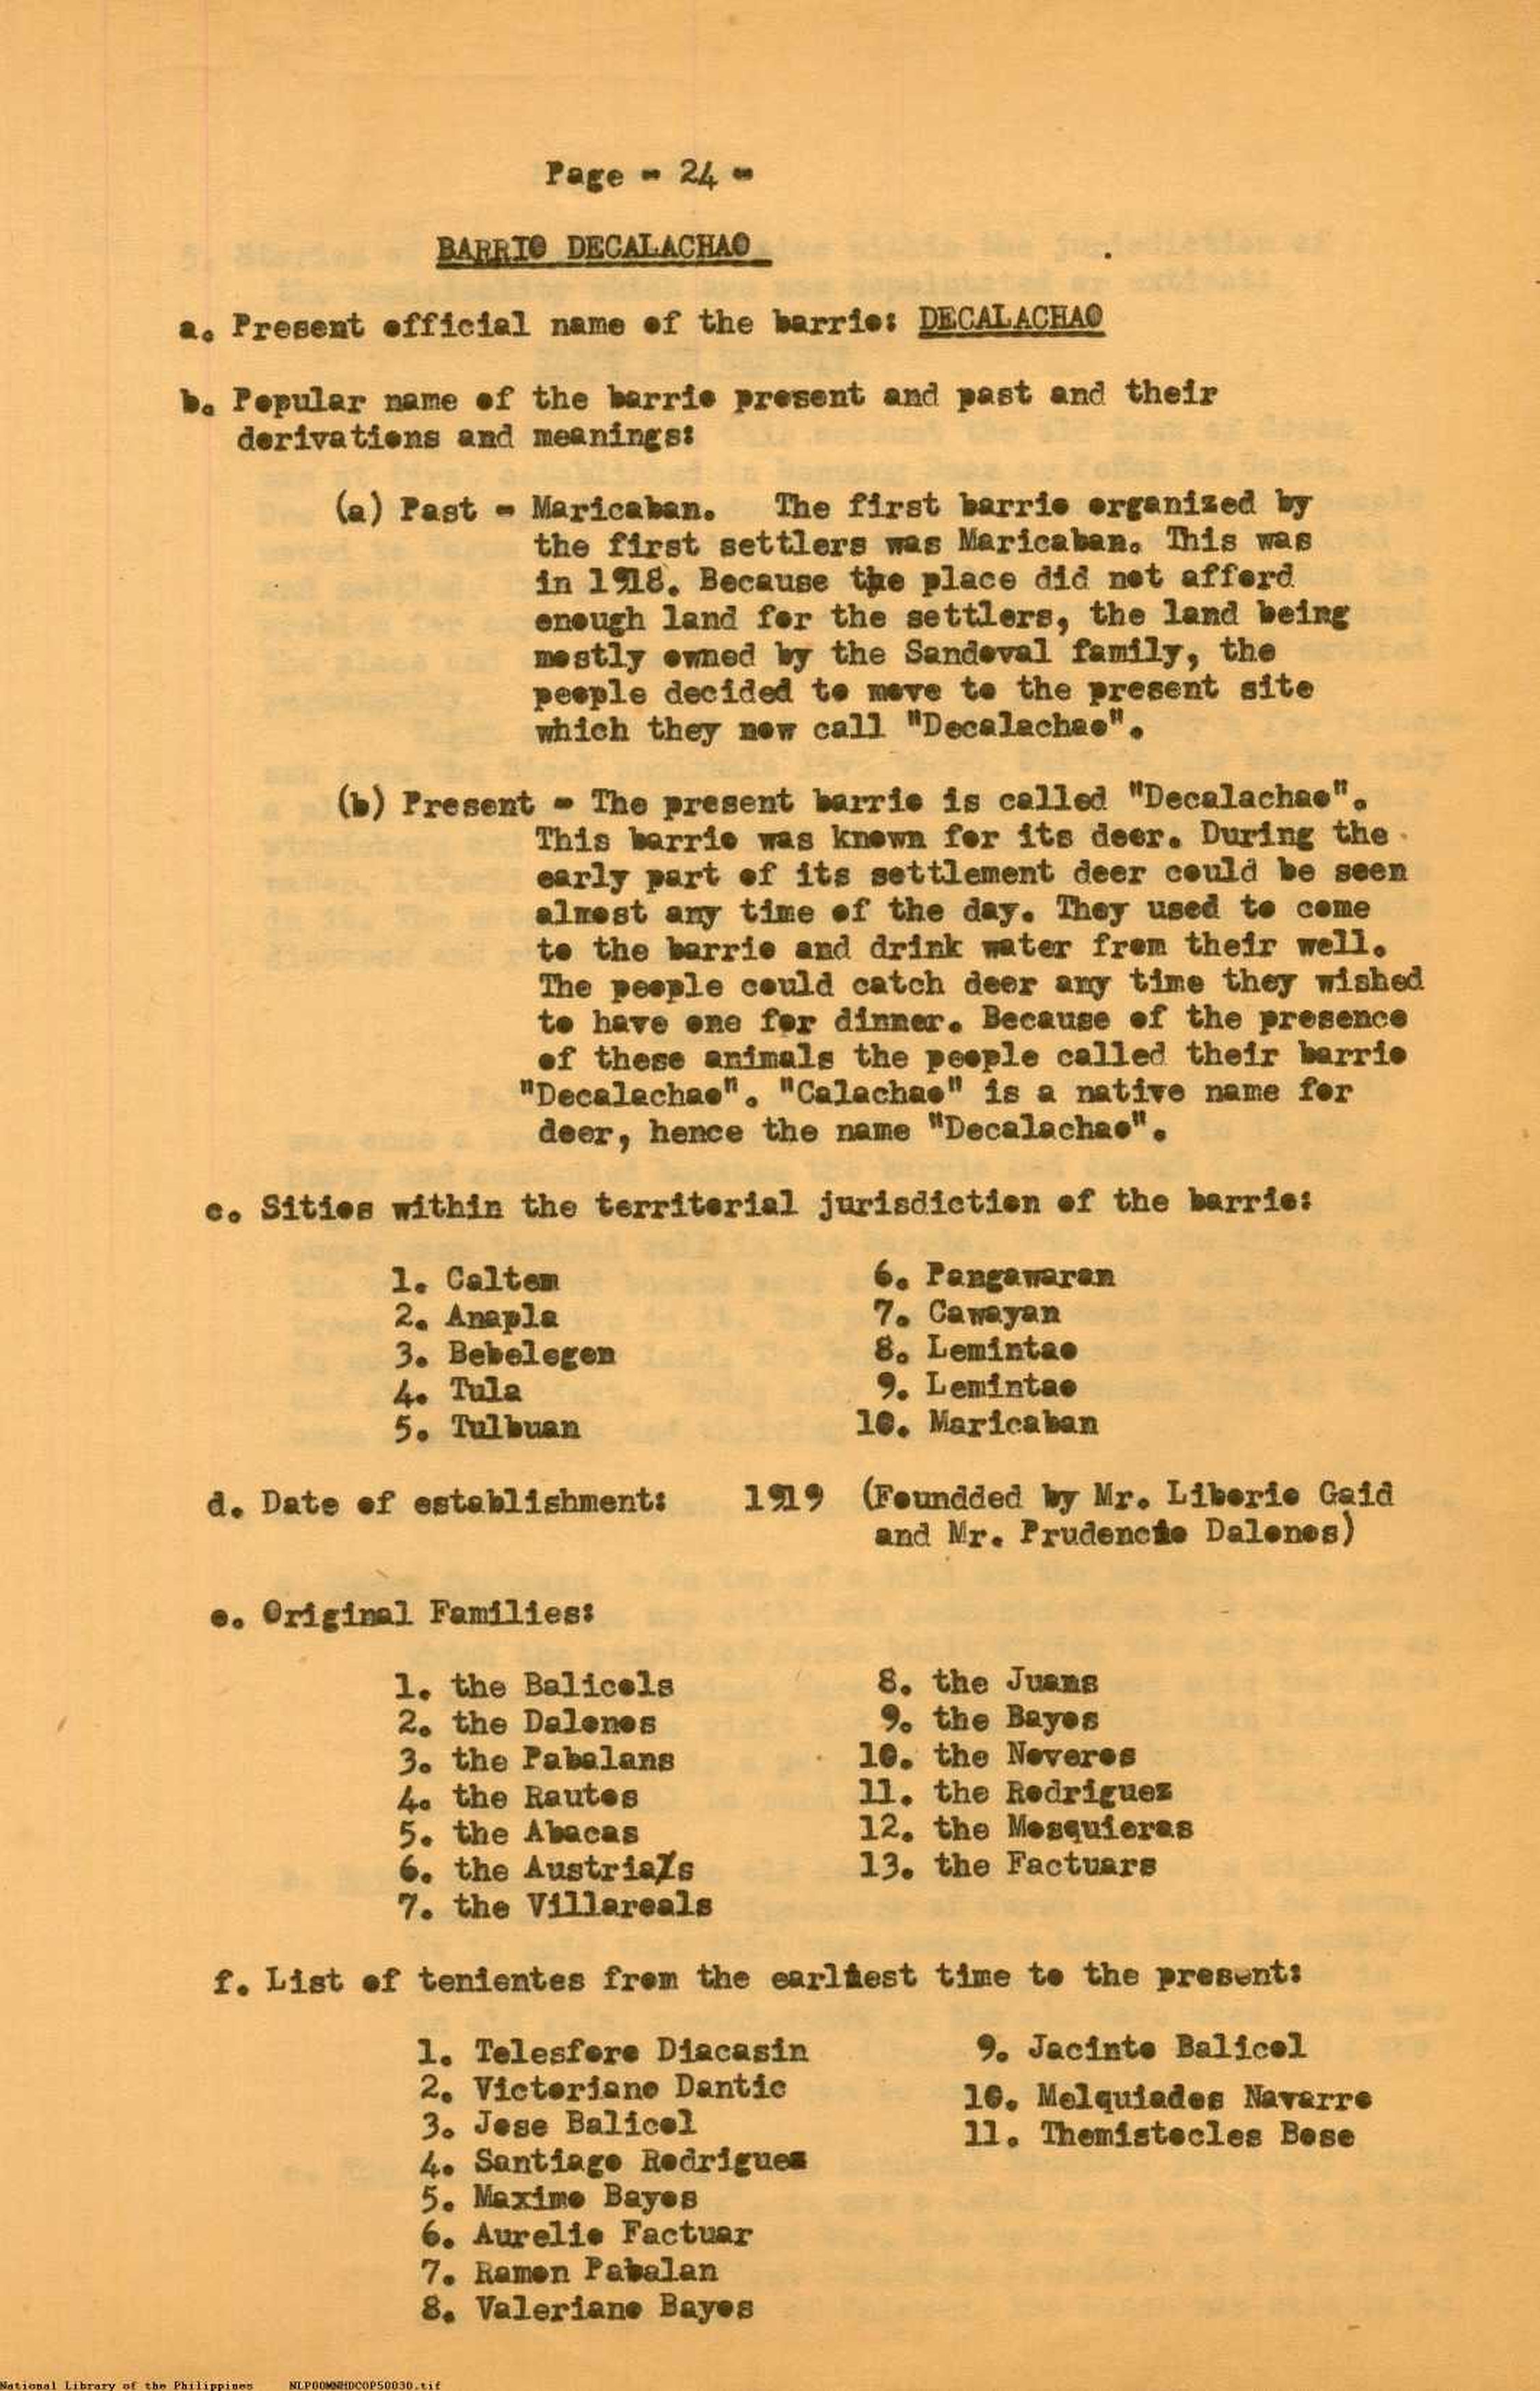 Page - 24 -
BARRIO DECALACHAO
a. Present official name of the barrio: DECALACHAO
b. Popular name of the barrio present and past and their
derivations and meanings:
(a) Past - Maricaban. The first barrio organized by
the first settlers was Maricaban. This was
in 1918. Because the place did not afford
enough land for the settlers, the land being
mostly owned by the Sandoval family, the
people decided to move to the present site
which they now call "Decalachao".
(b) Present - The present barrio is called "Decalachao".
This barrio was known for its deer. During the
early part of its settlement deer could be seen
almost any time of the day. They used to come
to the barrio and drink water from their well.
The people could catch deer any time they wished
to have one for dinner. Because of the presence
of these animals the people called their barrio
"Decalachao". "Calachao" is a native name for
deer, hence the name "Decalachao".
c. Sitios within the territorial jurisdiction of the barrio:
1. Caltom
2. Anapla
3. Bebelegen
4. Tula
5. Tulbuan
6. Pangawaran
7. Cawayan
8. Lemintao
9. Lemintao
10. Maricaban
d. Date of establishment: 1919 (Foundded by Mr. Liborio Gaid
and Mr. Prudencio Dalonos)
e. Original Families:
1. the Balicols
2. the Dalonos
3. the Pabalans
4. the Rautos
5. the Abacas
6. the Austrias
7. the Villareals
8. the Juans
9. the Bayos
10. the Noveros
11. the Rodriguez
12. the Mosquieras
13. the Factuars
f. List of tenientes from the earliest time to the present:
1. Telesforo Diacasin
2. Victoriano Dantic
3. Jose Balicol
4. Santiago Rodriguez
5. Maximo Bayos
6. Aurelio Factuar
7. Ramon Pabalan
8. Valeriano Bayos
9. Jacinto Balicol
10. Melquiades Navarro
11. Themistocles Bose
National Library of the Philippines NLP00MNHDCOP50030.tif